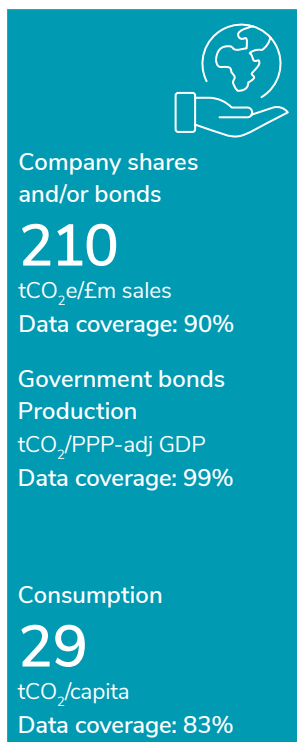 Company shares
and/or bonds
210
tCO₂e/£m sales
Data coverage: 90%
Government bonds
Production
tCO₂/PPP-adj GDP
Data coverage: 99%
Consumption
29
tCO₂/capita
Data coverage: 83%